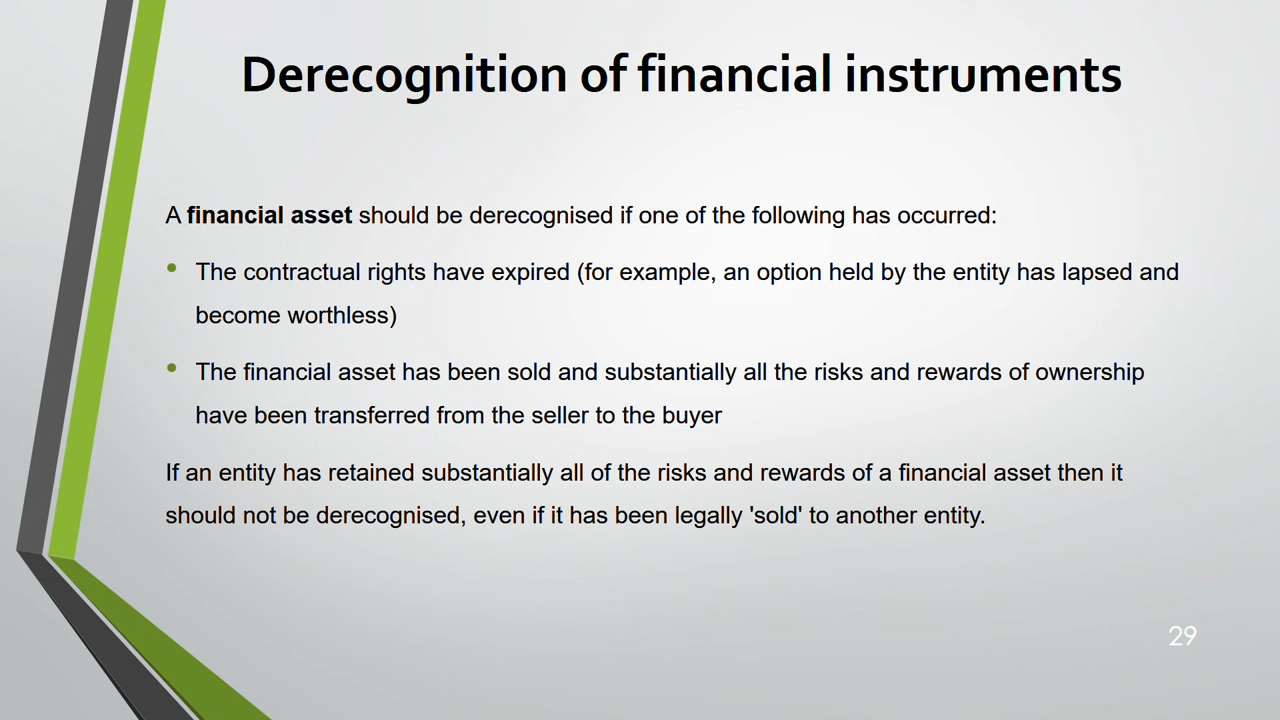 Derecognition of financial instruments
A financial asset should be derecognised if one of the following has occurred:
• The contractual rights have expired (for example, an option held by the entity has lapsed and
become worthless)
• The financial asset has been sold and substantially all the risks and rewards of ownership
have been transferred from the seller to the buyer
If an entity has retained substantially all of the risks and rewards of a financial asset then it
should not be derecognised, even if it has been legally 'sold' to another entity.
29